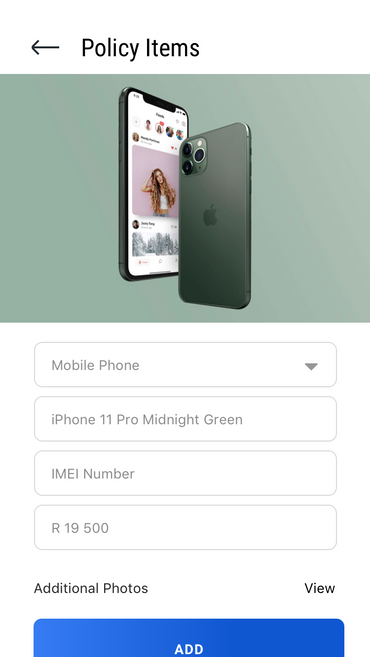 Policy Items
Mobile Phone
iPhone 11 Pro Midnight Green
IMEI Number
R 19 500
Additional Photos
View
ADD